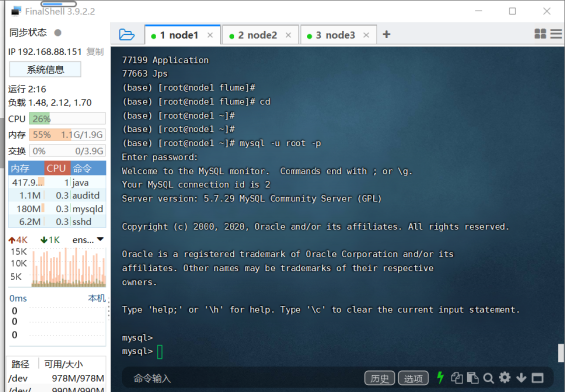 FinalShell 3.9.2.2
同步状态
IP 192.168.88.151 复制
系统信息
运行 2:16
负载 1.48, 2.12, 1.70
CPU 26%
内存 55% 1.1G/1.9G
交换 0% 0/3.9G
内存 CPU 命令
417.9... 1 java
1.1M 0.3 auditd
180M 0.3 mysqld
6.2M 0.3 sshd
4K 1K ens...
15K
10K
5K
0ms 本机
0
0
0
路径 可用/大小
/dev 978M/978M
/dev/... 990M/990M
1 node1 × 2 node2 × 3 node3 × +
77199 Application
77663 Jps
(base) [root@node1 flume]#
(base) [root@node1 flume]# cd
(base) [root@node1 ~]#
(base) [root@node1 ~]#
(base) [root@node1 ~]# mysql -u root -p
Enter password:
Welcome to the MySQL monitor.  Commands end with ; or \g.
Your MySQL connection id is 2
Server version: 5.7.29 MySQL Community Server (GPL)
Copyright (c) 2000, 2020, Oracle and/or its affiliates. All rights reserved.
Oracle is a registered trademark of Oracle Corporation and/or its
affiliates. Other names may be trademarks of their respective
owners.
Type 'help;' or '\h' for help. Type '\c' to clear the current input statement.
mysql>
mysql>
命令输入 历史 选项